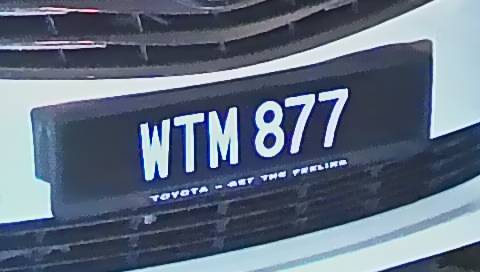 WTM 877
TOYOTA - GET THE FEELING